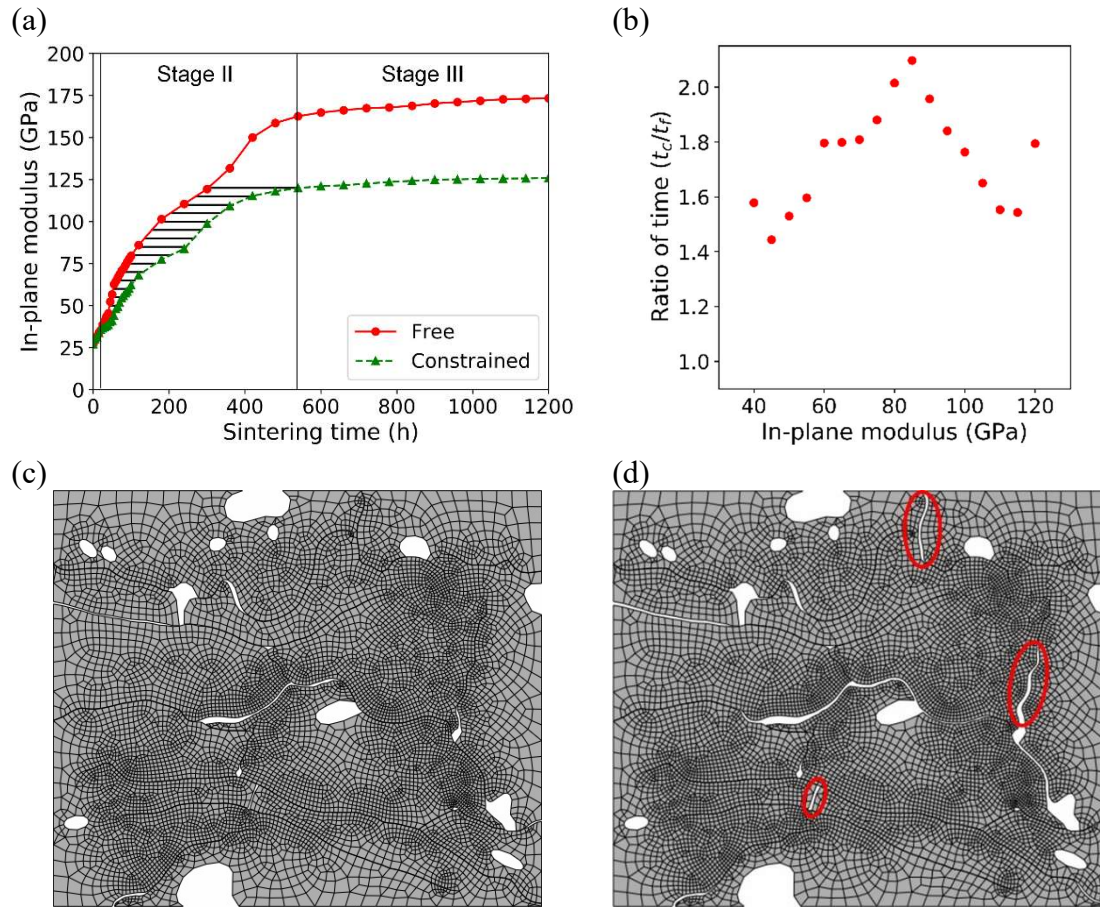 (a)
(b)
200
175
150
125
100
75
50
25
0
In-plane modulus (GPa)
Stage II
Stage III
Free
Constrained
0 200 400 600 800 1000 1200
Sintering time (h)
2.0
1.8
1.6
1.4
1.2
1.0
Ratio of time (t_c/t_f)
40 60 80 100 120
In-plane modulus (GPa)
(c)
(d)